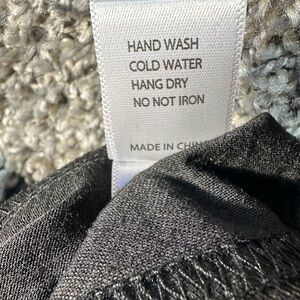 HAND WASH
COLD WATER
HANG DRY
NO NOT IRON
MADE IN